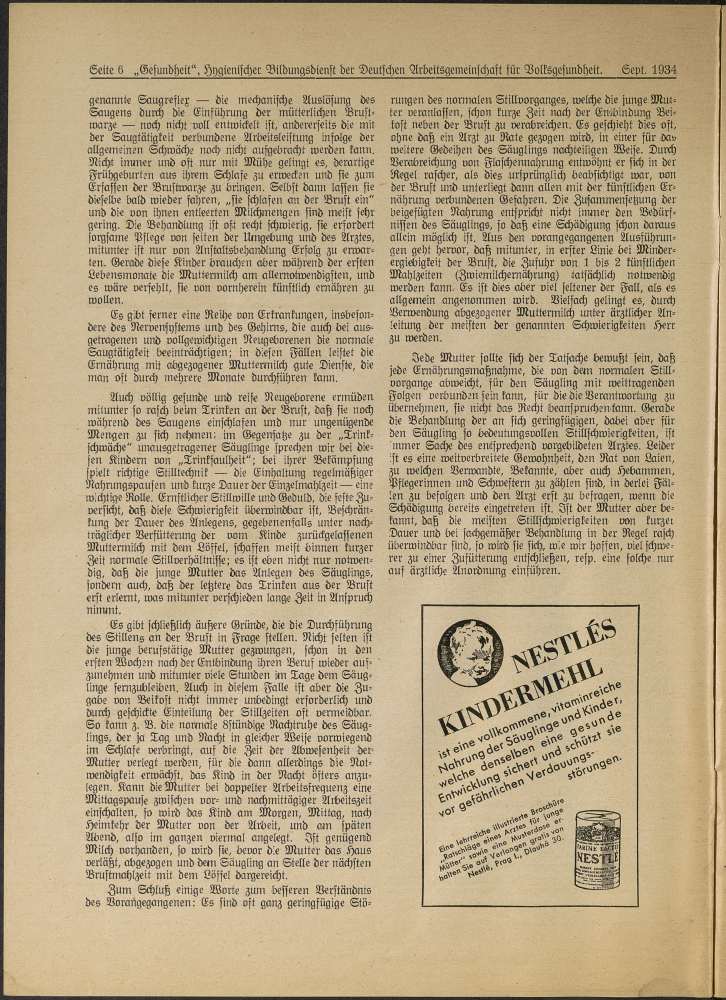 Seite 6 „Gesundheit“, Hygienischer Bildungsdienst der Deutschen Arbeitsgemeinschaft für Volksgesundheit. Sept. 1934
genannte Saugreflex — die mechanische Auslösung des
Saugens durch die Einführung der mütterlichen Brust-
warze — noch nicht voll entwickelt ist, andererseits die mit
der Saugtätigkeit verbundene Arbeitsleistung infolge der
allgemeinen Schwäche noch nicht aufgebracht werden kann.
Nicht immer und oft nur mit Mühe gelingt es, derartige
Frühgeburten aus ihrem Schlafe zu erwecken und sie zum
Erfassen der Brustwarze zu bringen. Selbst dann lassen sie
dieselbe bald wieder fahren, „sie schlafen an der Brust ein“
und die von ihnen entleerten Milchmengen sind meist sehr
gering. Die Behandlung ist oft recht schwierig, sie erfordert
sorgsame Pflege von seiten der Umgebung und des Arztes,
mitunter ist nur von Anstaltsbehandlung Erfolg zu erwar-
ten. Gerade diese Kinder brauchen aber während der ersten
Lebensmonate die Muttermilch am allernotwendigsten, und
es wäre verfehlt, sie von vornherein künstlich ernähren zu
wollen.
Es gibt ferner eine Reihe von Erkrankungen, insbeson-
dere des Nervensystems und des Gehirns, die auch bei aus-
getragenen und vollgewichtigen Neugeborenen die normale
Saugtätigkeit beeinträchtigen; in diesen Fällen leistet die
Ernährung mit abgezogener Muttermilch gute Dienste, die
man oft durch mehrere Monate durchführen kann.
Auch völlig gesunde und reife Neugeborene ermüden
mitunter so rasch beim Trinken an der Brust, daß sie noch
während des Saugens einschlafen und nur ungenügende
Mengen zu sich nehmen: im Gegensatze zu der „Trink-
schwäche“ unausgetragener Säuglinge sprechen wir bei die-
sen Kindern von „Trinkfaulheit“; bei ihrer Bekämpfung
spielt richtige Stilltechnik — die Einhaltung regelmäßiger
Nahrungspausen und kurze Dauer der Einzelmahlzeit — eine
wichtige Rolle. Ernstlicher Stillwille und Geduld, die feste Zu-
versicht, daß diese Schwierigkeit überwindbar ist, Beschrän-
kung der Dauer des Anlegens, gegebenenfalls unter nach-
träglicher Verfütterung der vom Kinde zurückgelassenen
Muttermilch mit dem Löffel, schaffen meist binnen kurzer
Zeit normale Stillverhältnisse; es ist eben nicht nur notwen-
dig, daß die junge Mutter das Anlegen des Säuglings,
sondern auch, daß der letztere das Trinken aus der Brust
erst erlernt, was mitunter verschieden lange Zeit in Anspruch
nimmt.
Es gibt schließlich äußere Gründe, die die Durchführung
des Stillens an der Brust in Frage stellen. Nicht selten ist
die junge berufstätige Mutter gezwungen, schon in den
ersten Wochen nach der Entbindung ihren Beruf wieder auf-
zunehmen und mitunter viele Stunden im Tage dem Säug-
linge fernzubleiben. Auch in diesem Falle ist aber die Zu-
gabe von Beikost nicht immer unbedingt erforderlich und
durch geschickte Einteilung der Stillzeiten oft vermeidbar.
So kann z. B. die normale 8stündige Nachtruhe des Säug-
lings, der ja Tag und Nacht in gleicher Weise vorwiegend
im Schlafe verbringt, auf die Zeit der Abwesenheit der
Mutter verlegt werden, für die dann allerdings die Not-
wendigkeit erwächst, das Kind in der Nacht öfters anzu-
legen. Kann die Mutter bei doppelter Arbeitsfrequenz eine
Mittagspause zwischen vor- und nachmittägiger Arbeitszeit
einschalten, so wird das Kind am Morgen, Mittag, nach
Heimkehr der Mutter von der Arbeit, und am späten
Abend, also im ganzen viermal angelegt. Ist genügend
Milch vorhanden, so wird sie, bevor die Mutter das Haus
verläßt, abgezogen und dem Säugling an Stelle der nächsten
Brustmahlzeit mit dem Löffel dargereicht.
Zum Schluß einige Worte zum besseren Verständnis
des Vorangegangenen: Es sind oft ganz geringfügige Stö-
rungen des normalen Stillvorganges, welche die junge Mut-
ter veranlassen, schon kurze Zeit nach der Entbindung Bei-
kost neben der Brust zu verabreichen. Es geschieht dies oft,
ohne daß ein Arzt zu Rate gezogen wird, in einer für das
weitere Gedeihen des Säuglings nachteiligen Weise. Durch
Verabreichung von Flaschennahrung entwöhnt er sich in der
Regel rascher, als dies ursprünglich beabsichtigt war, von
der Brust und unterliegt dann allen mit der künstlichen Er-
nährung verbundenen Gefahren. Die Zusammensetzung der
beigefügten Nahrung entspricht nicht immer den Bedürf-
nissen des Säuglings, so daß eine Schädigung schon daraus
allein möglich ist. Aus den vorangegangenen Ausführun-
gen geht hervor, daß mitunter, in erster Linie bei Minder-
ergiebigkeit der Brust, die Zufuhr von 1 bis 2 künstlichen
Mahlzeiten (Zwiemilchernährung) tatsächlich notwendig
werden kann. Es ist dies aber viel seltener der Fall, als es
allgemein angenommen wird. Vielfach gelingt es, durch
Verwendung abgezogener Muttermilch unter ärztlicher An-
leitung der meisten der genannten Schwierigkeiten Herr
zu werden.
Jede Mutter sollte sich der Tatsache bewußt sein, daß
jede Ernährungsmaßnahme, die von dem normalen Still-
vorgange abweicht, für den Säugling mit weittragenden
Folgen verbunden sein kann, für die die Verantwortung zu
übernehmen, sie nicht das Recht beanspruchen kann. Gerade
die Behandlung der an sich geringfügigen, dabei aber für
den Säugling so bedeutungsvollen Stillschwierigkeiten, ist
immer Sache des entsprechend vorgebildeten Arztes. Leider
ist es eine weitverbreitete Gewohnheit, den Rat von Laien,
zu welchen Verwandte, Bekannte, aber auch Hebammen,
Pflegerinnen und Schwestern zu zählen sind, in derlei Fäl-
len zu befolgen und den Arzt erst zu befragen, wenn die
Schädigung bereits eingetreten ist. Ist der Mutter aber be-
kannt, daß die meisten Stillschwierigkeiten von kurzer
Dauer und bei sachgemäßer Behandlung in der Regel rasch
überwindbar sind, so wird sie sich, wie wir hoffen, viel schwe-
rer zu einer Zufütterung entschließen, resp. eine solche nur
auf ärztliche Anordnung einführen.
NESTLÉS
KINDERMEHL
ist eine vollkommene, vitaminreiche
Nahrung der Säuglinge und Kinder,
welche denselben eine gesunde
Entwicklung sichert und schützt sie
vor gefährlichen Verdauungs-
störungen.
Eine lehrreiche illustrierte Broschüre
„Ratschläge eines Arztes für junge
Mütter“ sowie eine Musterdose er-
halten Sie auf Verlangen gratis von
Nestlé, Prag I., Dlouhá 30.
FARINE LACTÉE
NESTLÉ